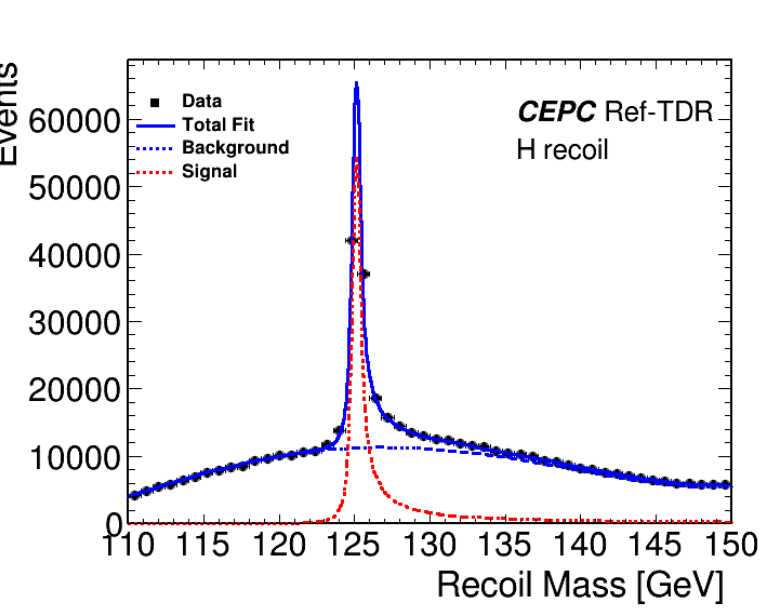 Events
Data
Total Fit
Background
Signal
CEPC Ref-TDR
H recoil
60000
50000
40000
30000
20000
10000
0
110 115 120 125 130 135 140 145 150
Recoil Mass [GeV]